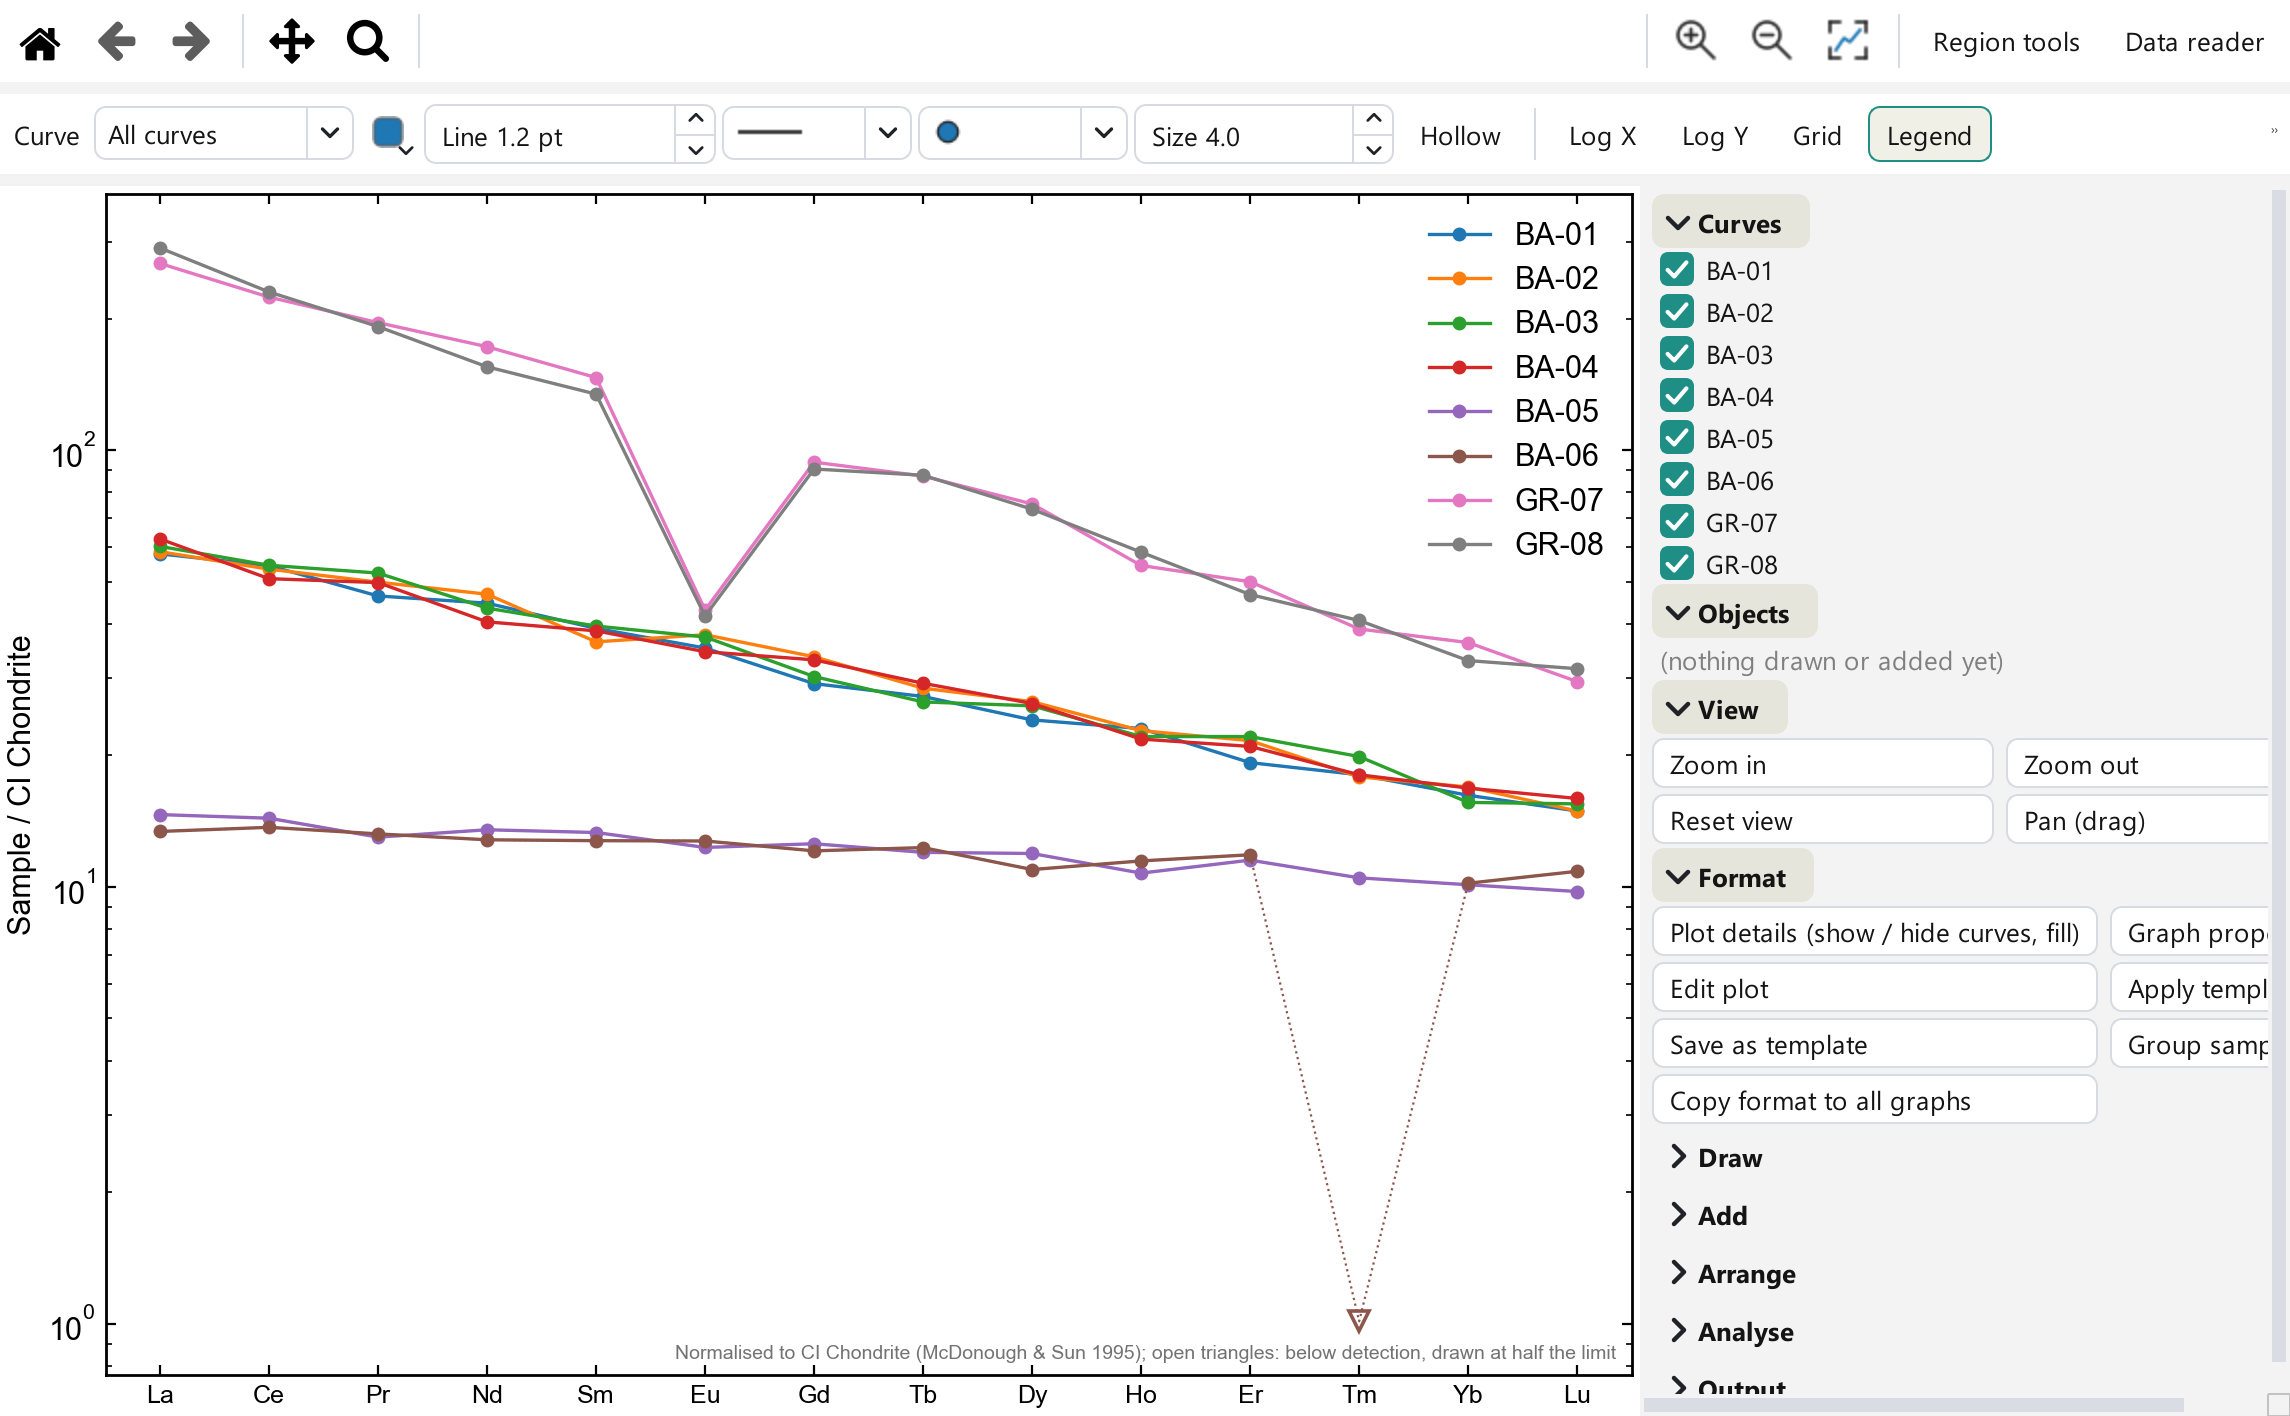 Region tools Data reader
Curve All curves Line 1.2 pt Size 4.0 Hollow Log X Log Y Grid Legend »
BA-01
BA-02
BA-03
BA-04
BA-05
BA-06
GR-07
GR-08
Sample / CI Chondrite
10²
10¹
10⁰
Normalised to CI Chondrite (McDonough & Sun 1995); open triangles: below detection, drawn at half the limit
La Ce Pr Nd Sm Eu Gd Tb Dy Ho Er Tm Yb Lu
Curves
BA-01
BA-02
BA-03
BA-04
BA-05
BA-06
GR-07
GR-08
Objects
(nothing drawn or added yet)
View
Zoom in Zoom out
Reset view Pan (drag)
Format
Plot details (show / hide curves, fill) Graph prop
Edit plot Apply templ
Save as template Group samp
Copy format to all graphs
Draw
Add
Arrange
Analyse
Output